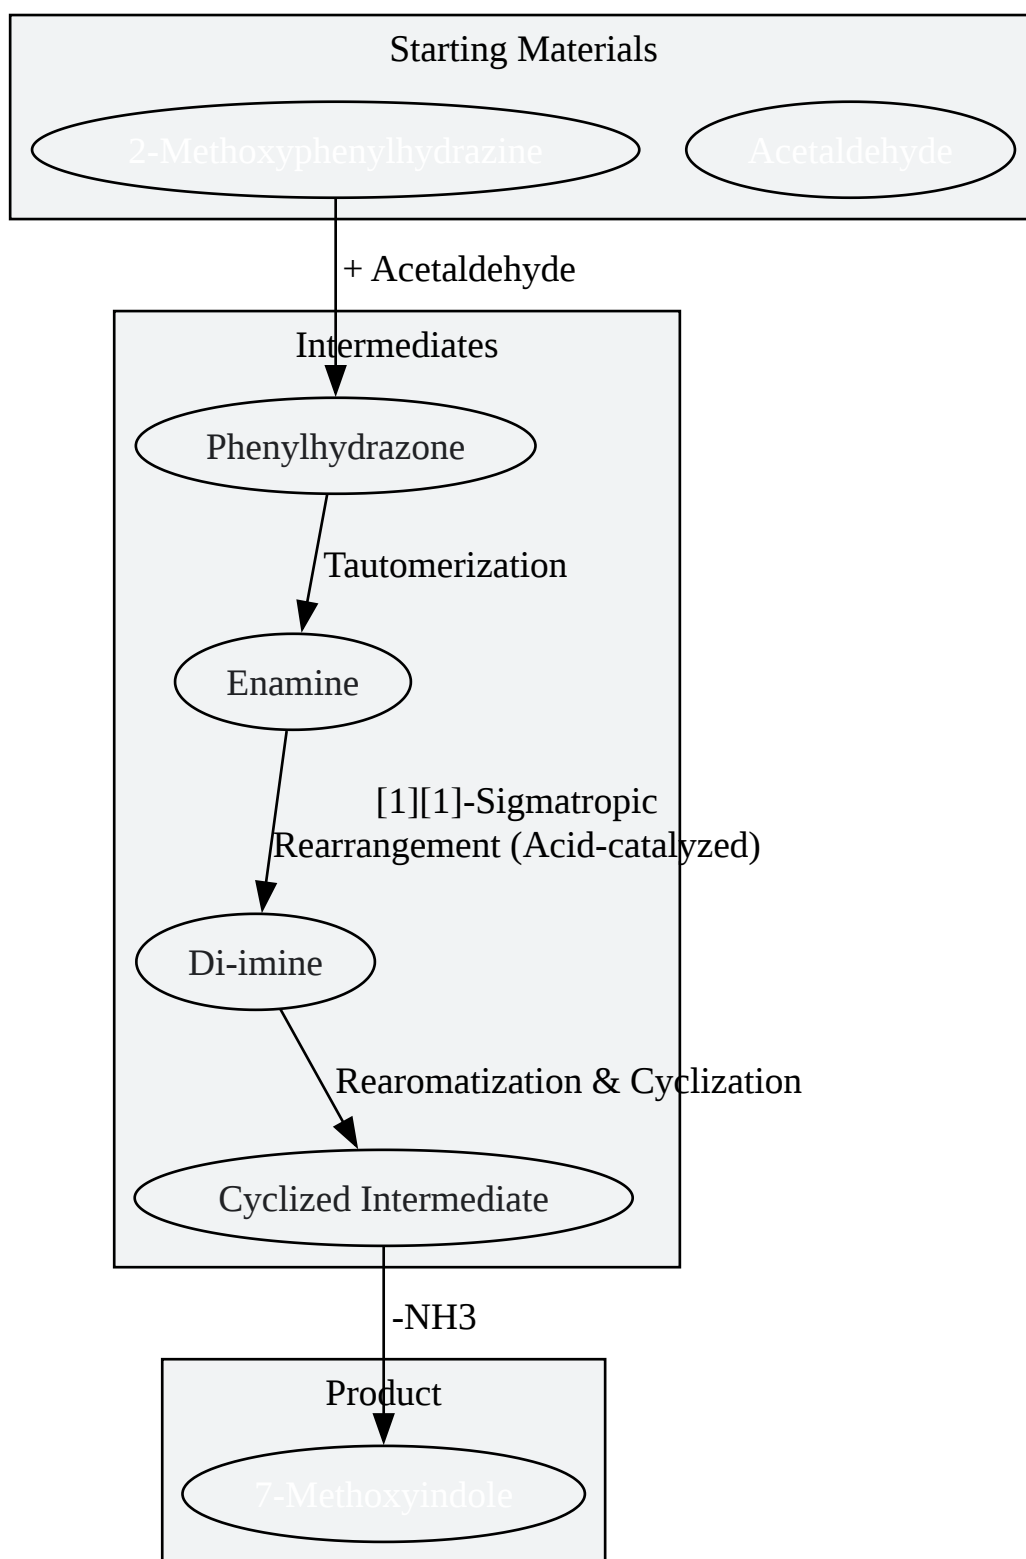 Starting Materials
2-Methoxyphenylhydrazine
Acetaldehyde
+ Acetaldehyde
Intermediates
Phenylhydrazone
Tautomerization
Enamine
[1][1]-Sigmatropic
Rearrangement (Acid-catalyzed)
Di-imine
Rearomatization & Cyclization
Cyclized Intermediate
-NH3
Product
7-Methoxyindole